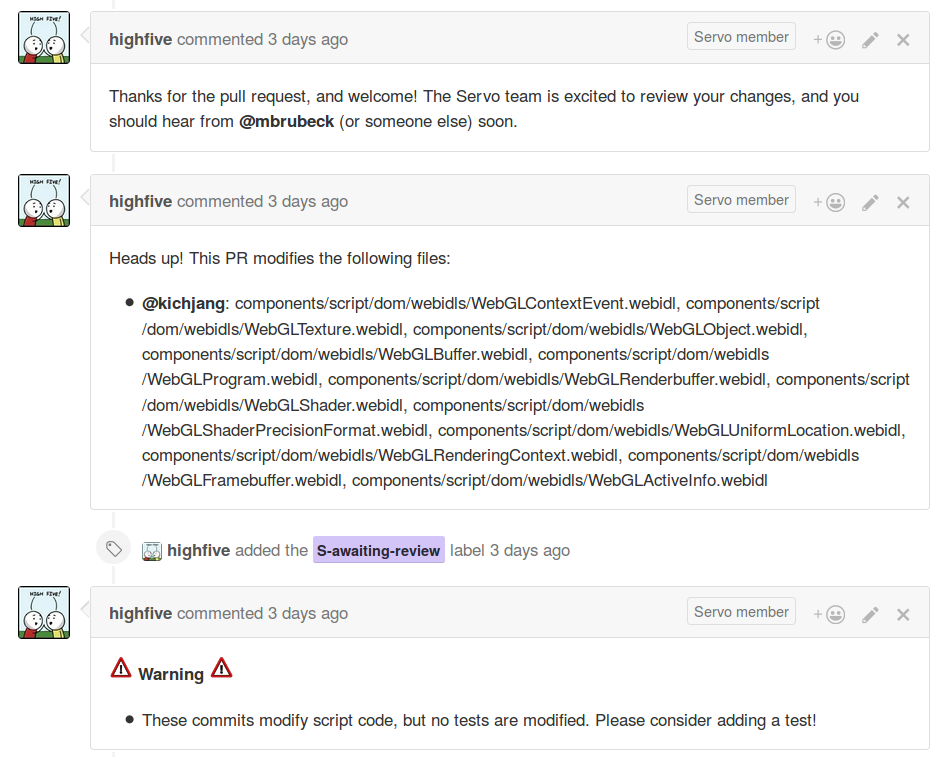 HIGH FIVE!
highfive commented 3 days ago Servo member +
Thanks for the pull request, and welcome! The Servo team is excited to review your changes, and you
should hear from @mbrubeck (or someone else) soon.
HIGH FIVE!
highfive commented 3 days ago Servo member +
Heads up! This PR modifies the following files:
• @kichjang: components/script/dom/webidls/WebGLContextEvent.webidl, components/script
/dom/webidls/WebGLTexture.webidl, components/script/dom/webidls/WebGLObject.webidl,
components/script/dom/webidls/WebGLBuffer.webidl, components/script/dom/webidls
/WebGLProgram.webidl, components/script/dom/webidls/WebGLRenderbuffer.webidl, components/script
/dom/webidls/WebGLShader.webidl, components/script/dom/webidls
/WebGLShaderPrecisionFormat.webidl, components/script/dom/webidls/WebGLUniformLocation.webidl,
components/script/dom/webidls/WebGLRenderingContext.webidl, components/script/dom/webidls
/WebGLFramebuffer.webidl, components/script/dom/webidls/WebGLActiveInfo.webidl
highfive added the S-awaiting-review label 3 days ago
HIGH FIVE!
highfive commented 3 days ago Servo member +
⚠ Warning ⚠
• These commits modify script code, but no tests are modified. Please consider adding a test!